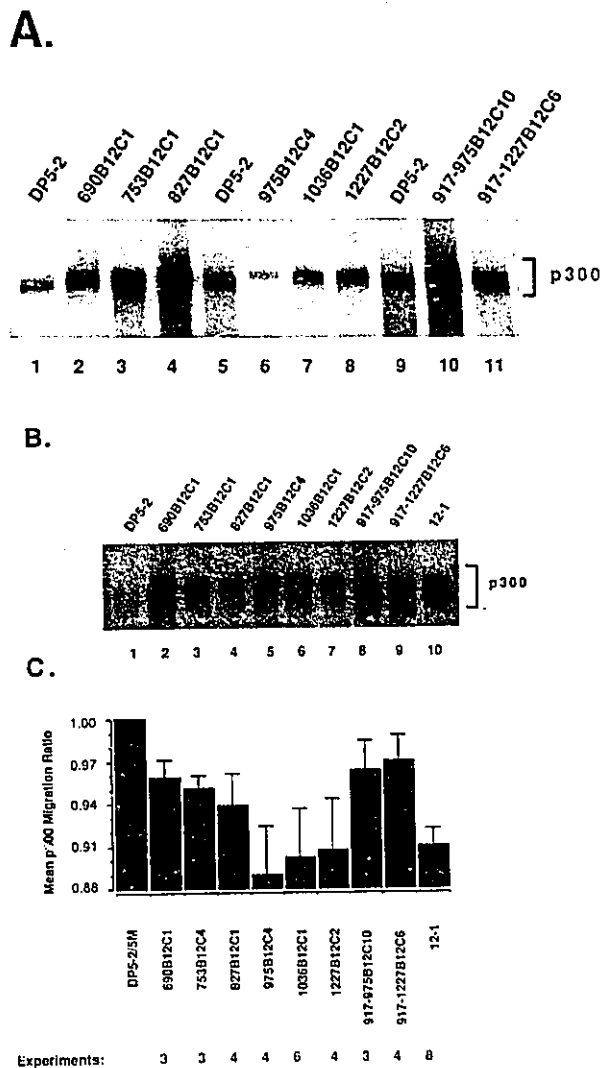 A.
DP5-2 690B12C1 753B12C1 827B12C1 DP5-2 975B12C4 1036B12C1 1227B12C2 DP5-2 917-975B12C10 917-1227B12C6
p300
1 2 3 4 5 6 7 8 9 10 11
B.
DP5-2 690B12C1 753B12C1 827B12C1 975B12C4 1036B12C1 1227B12C2 917-975B12C10 917-1227B12C6 12-1
p300
1 2 3 4 5 6 7 8 9 10
C.
Mean p300 Migration Ratio
1.00
0.97
0.94
0.91
0.88
DP5-2/5M 690B12C1 753B12C4 827B12C1 975B12C4 1036B12C1 1227B12C2 917-975B12C10 917-1227B12C6 12-1
Experiments: 3 3 4 4 6 4 3 4 8